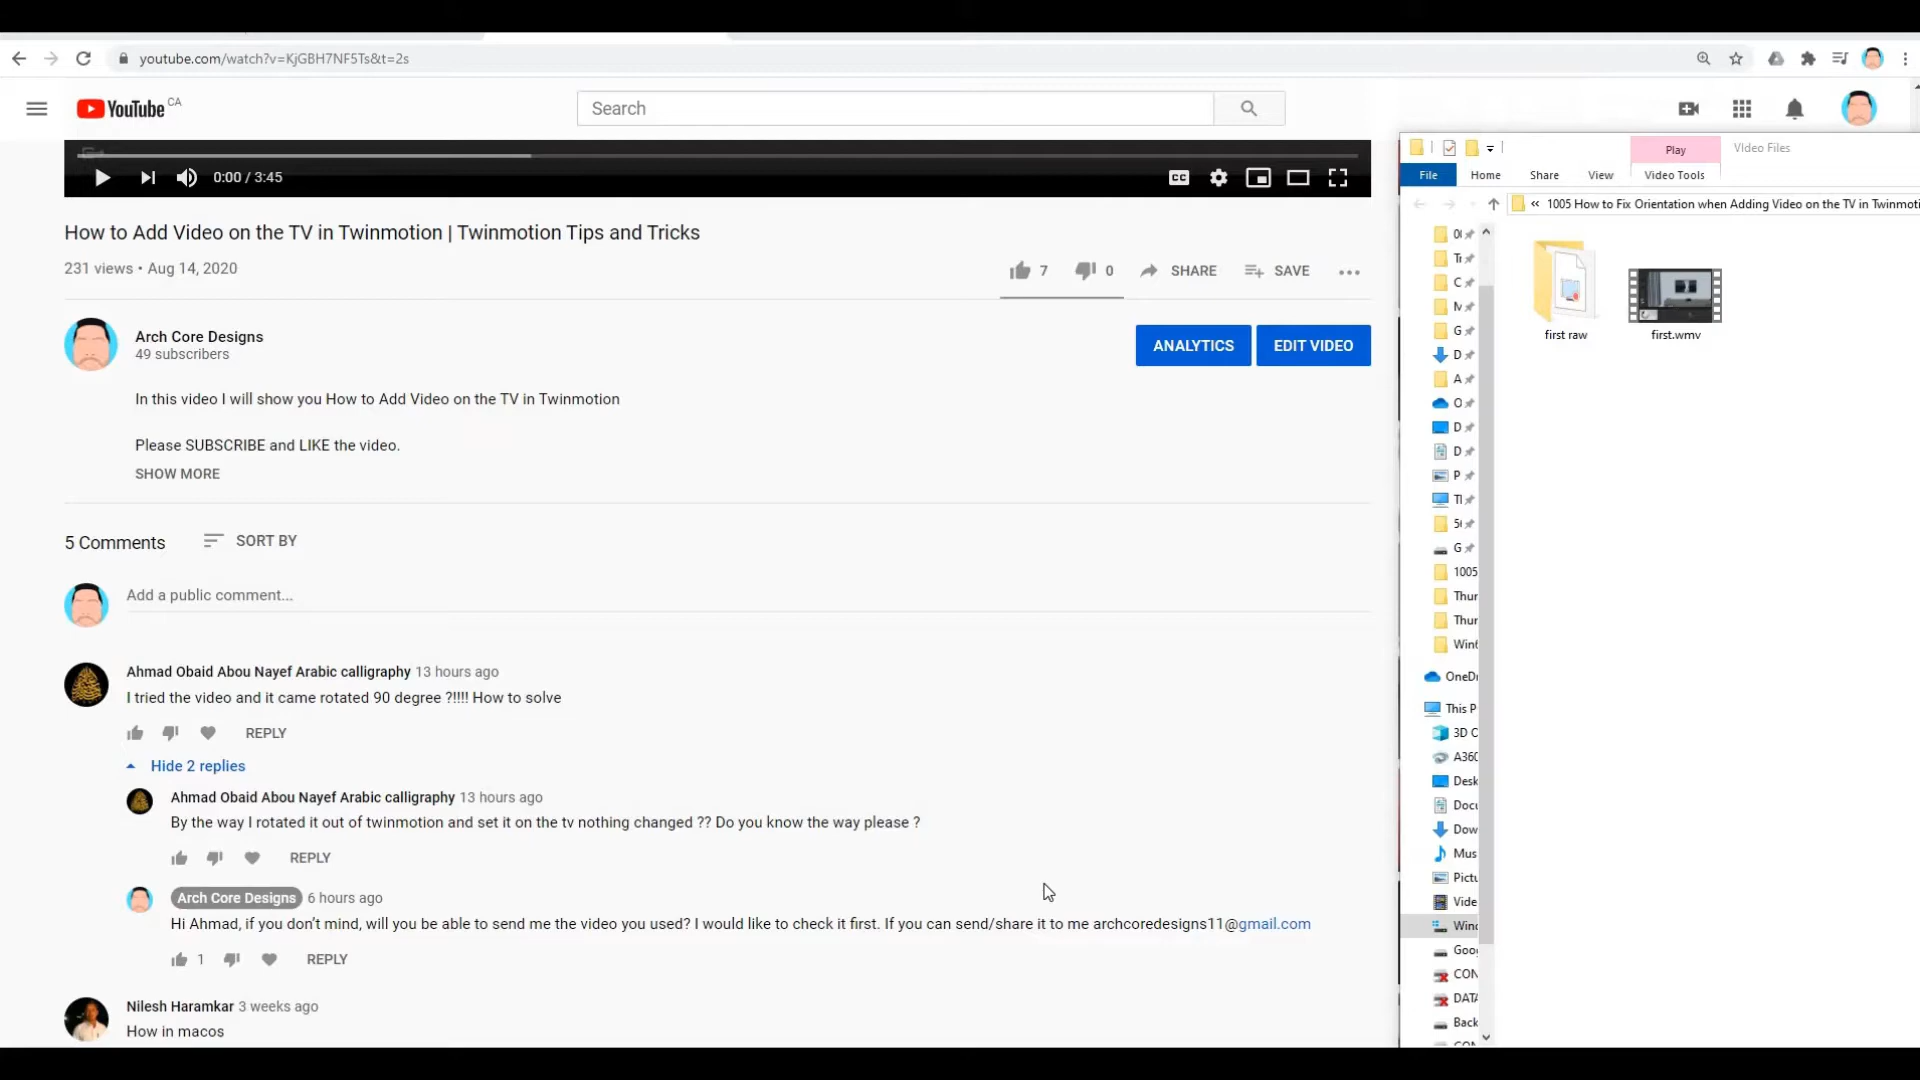 youtube.com/watch?v=KjGBH7NF5Ts&t=2s
YouTube CA
Search
0:00 / 3:45
CC
How to Add Video on the TV in Twinmotion | Twinmotion Tips and Tricks
231 views • Aug 14, 2020
7
0
SHARE
SAVE
Arch Core Designs
49 subscribers
ANALYTICS
EDIT VIDEO
In this video I will show you How to Add Video on the TV in Twinmotion
Please SUBSCRIBE and LIKE the video.
SHOW MORE
5 Comments
SORT BY
Add a public comment...
Ahmad Obaid Abou Nayef Arabic calligraphy 13 hours ago
I tried the video and it came rotated 90 degree ?!!!! How to solve
REPLY
Hide 2 replies
Ahmad Obaid Abou Nayef Arabic calligraphy 13 hours ago
By the way I rotated it out of twinmotion and set it on the tv nothing changed ?? Do you know the way please ?
REPLY
Arch Core Designs 6 hours ago
Hi Ahmad, if you don't mind, will you be able to send me the video you used? I would like to check it first. If you can send/share it to me archcoredesigns11@gmail.com
1
REPLY
Nilesh Haramkar 3 weeks ago
How in macos
Play
Video Files
File
Home
Share
View
Video Tools
« 1005 How to Fix Orientation when Adding Video on the TV in Twinmoti
first raw
first.wmv
T
C
G
D
A
O
D
D
P
G
1005
Thur
Thur
Win
OneD
This P
3D C
A360
Desk
Docu
Dow
Mus
Pictu
Vide
Winc
Goo
CON
DATA
Back